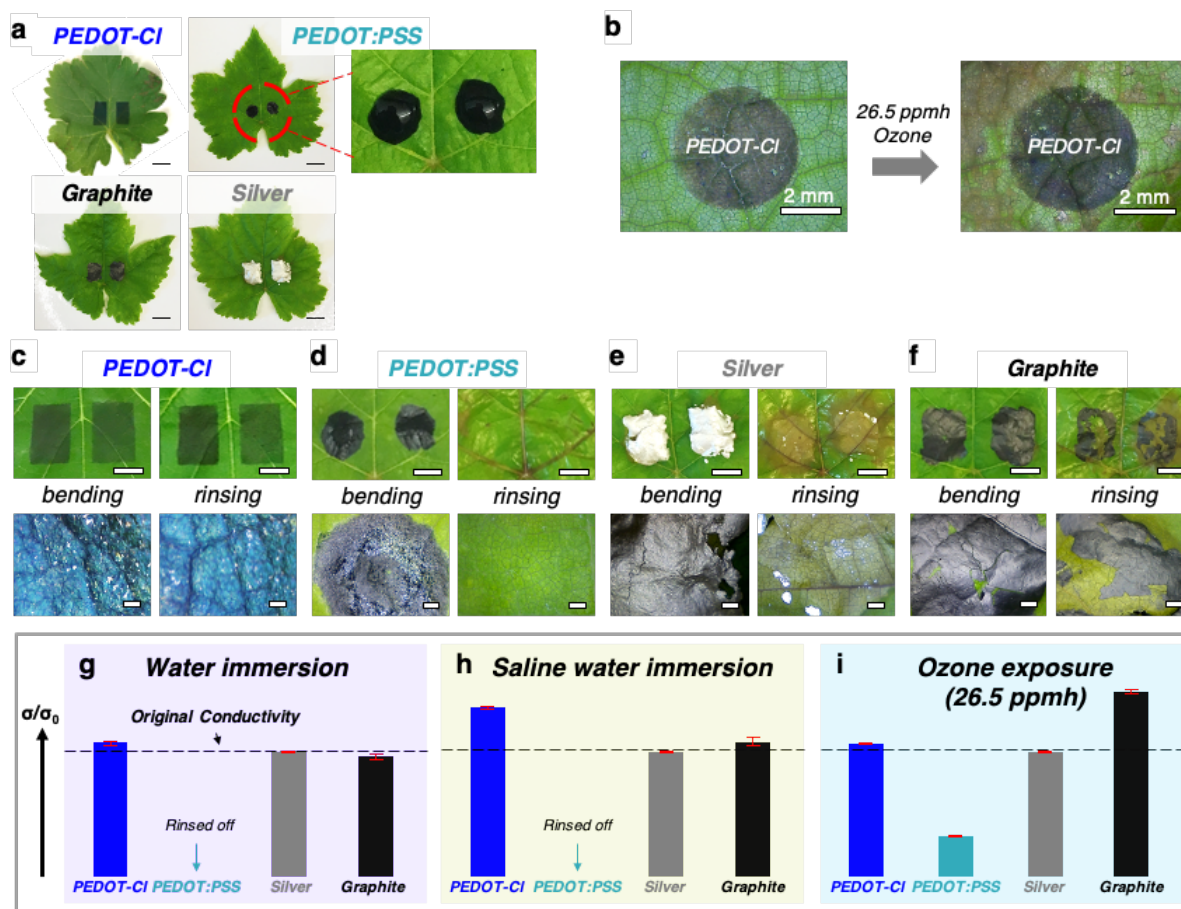 a
PEDOT-Cl
PEDOT:PSS
Graphite
Silver
b
PEDOT-Cl
2 mm
26.5 ppmh
Ozone
PEDOT-Cl
2 mm
c
PEDOT-Cl
bending
rinsing
d
PEDOT:PSS
bending
rinsing
e
Silver
bending
rinsing
f
Graphite
bending
rinsing
σ/σ₀
g
Water immersion
Original Conductivity
Rinsed off
PEDOT-Cl
PEDOT:PSS
Silver
Graphite
h
Saline water immersion
Rinsed off
PEDOT-Cl
PEDOT:PSS
Silver
Graphite
i
Ozone exposure
(26.5 ppmh)
PEDOT-Cl
PEDOT:PSS
Silver
Graphite